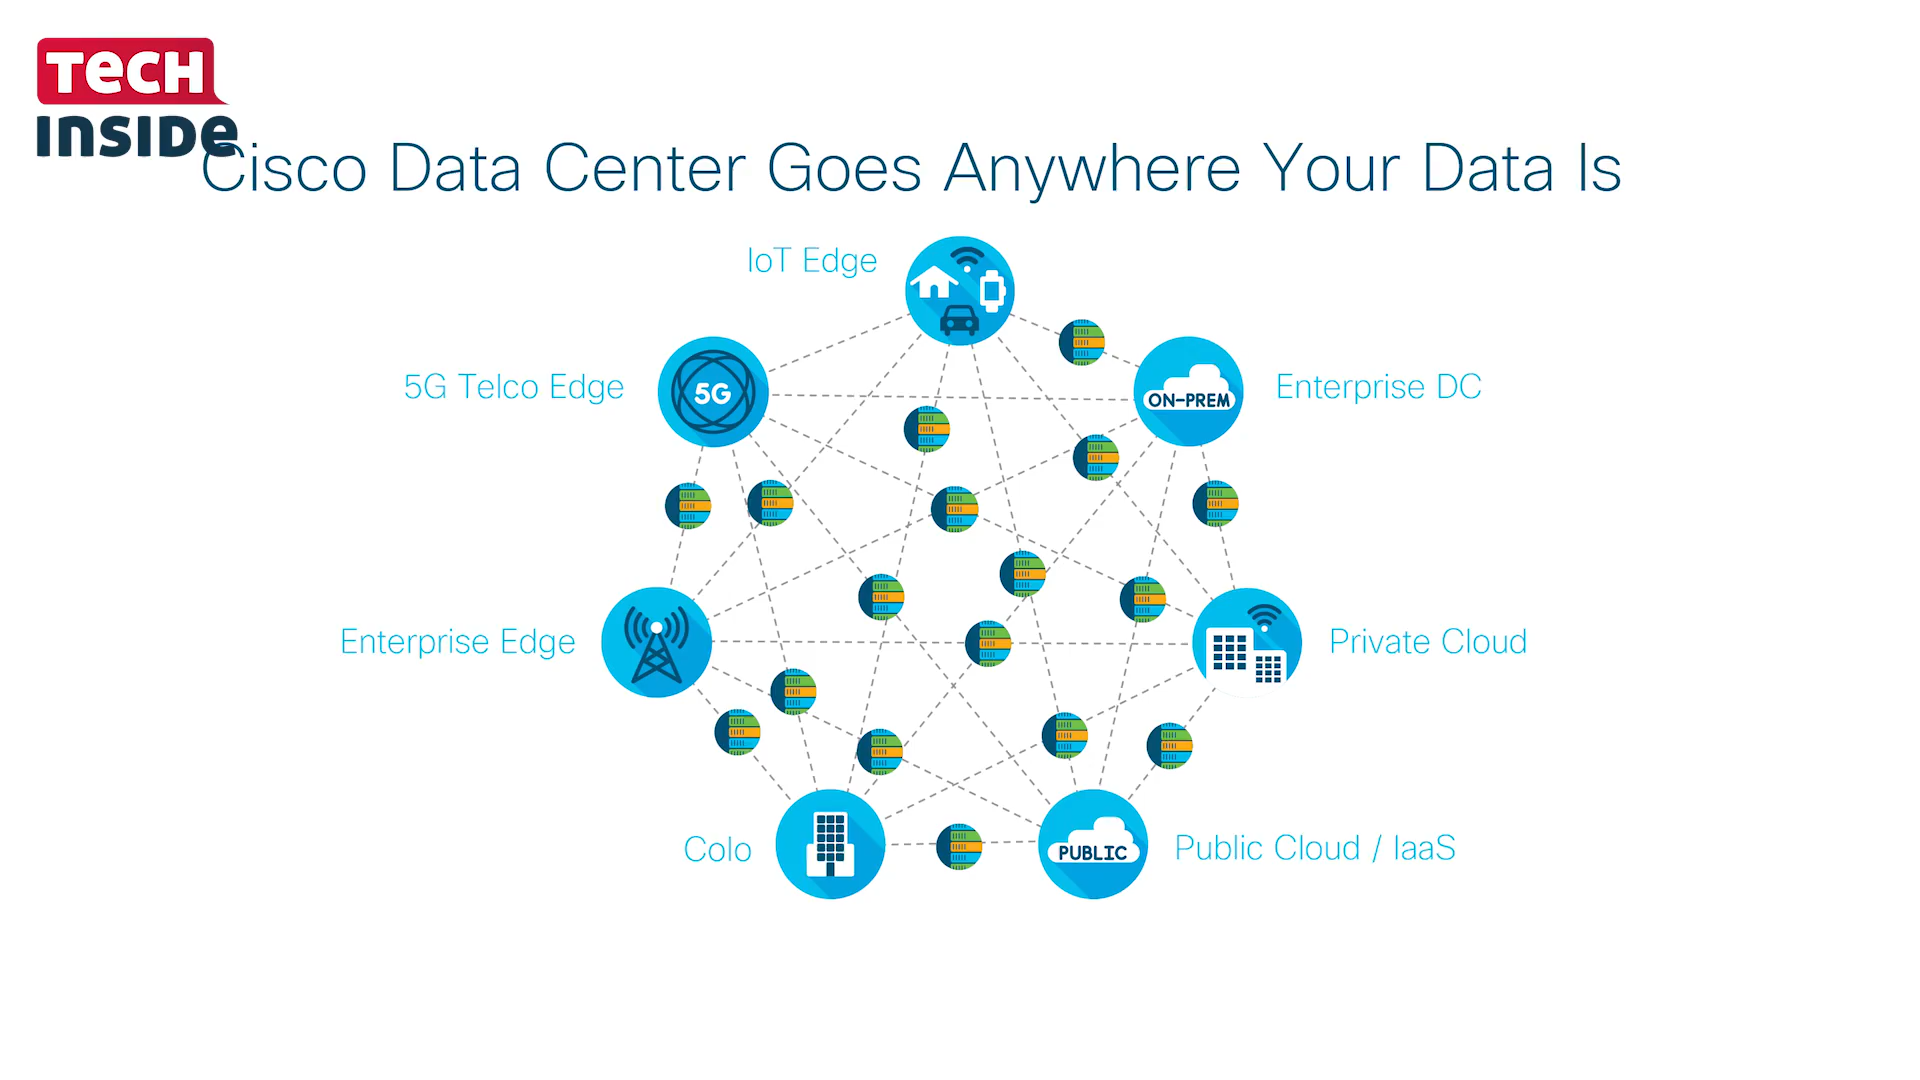 TECH
INSIDE
Cisco Data Center Goes Anywhere Your Data Is
IoT Edge
5G Telco Edge
5G
ON-PREM
Enterprise DC
Enterprise Edge
Private Cloud
Colo
PUBLIC
Public Cloud / IaaS